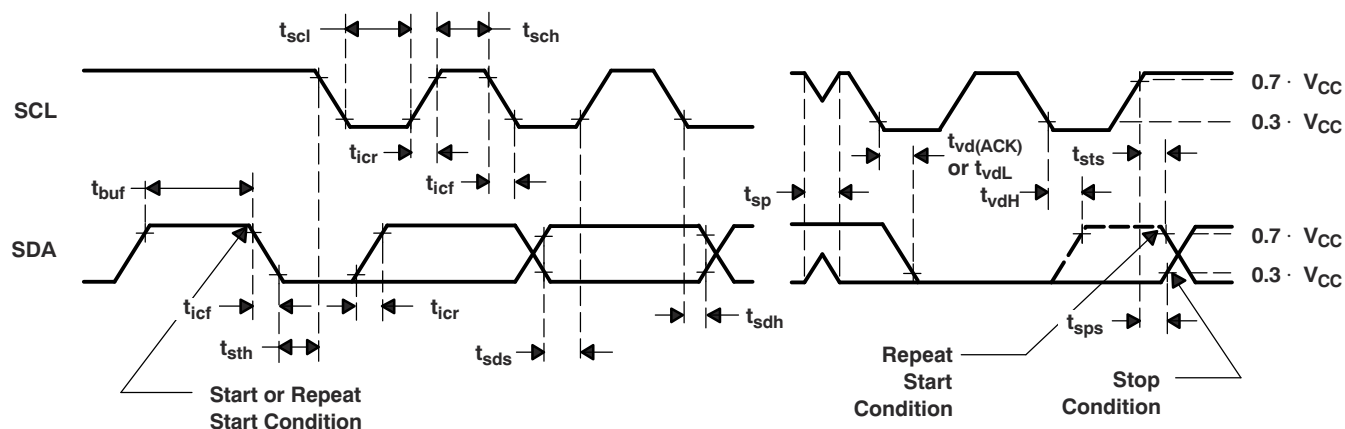 tscl
tsch
SCL
0.7 · VCC
0.3 · VCC
ticr
ticf
tbuf
tsp
tvd(ACK)
or tvdL
tvdH
tsts
SDA
0.7 · VCC
0.3 · VCC
ticf
ticr
tsth
tsds
tsdh
tsps
Start or Repeat
Start Condition
Repeat
Start
Condition
Stop
Condition